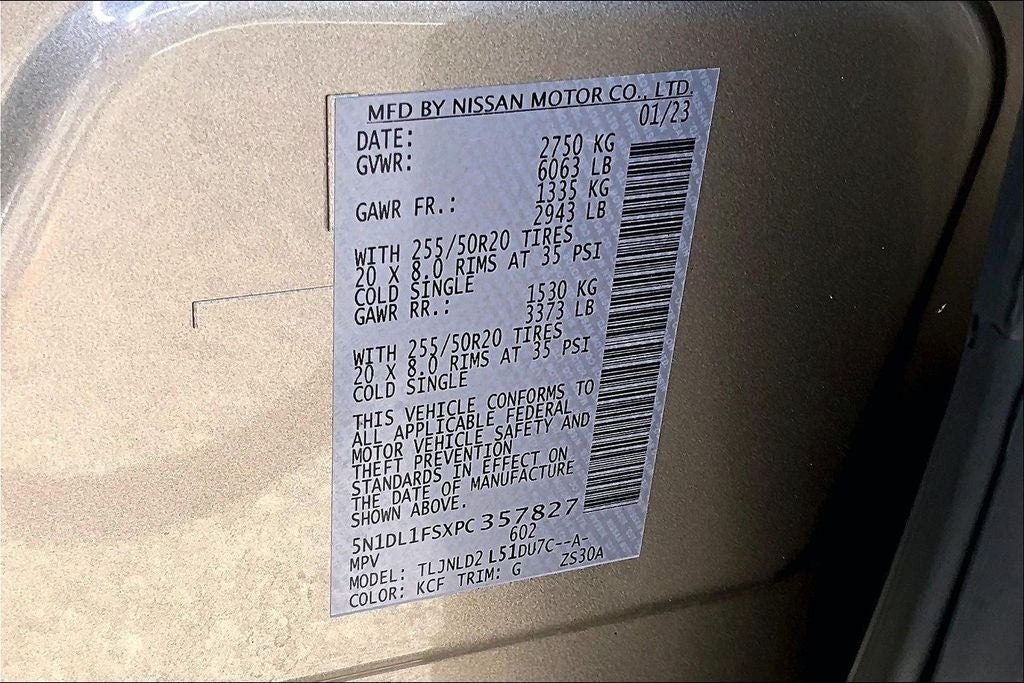 MFD BY NISSAN MOTOR CO., LTD.
DATE: 01/23
GVWR: 2750 KG
6063 LB
GAWR FR.: 1335 KG
2943 LB
WITH 255/50R20 TIRES
20 X 8.0 RIMS AT 35 PSI
COLD SINGLE
GAWR RR.: 1530 KG
3373 LB
WITH 255/50R20 TIRES
20 X 8.0 RIMS AT 35 PSI
COLD SINGLE
THIS VEHICLE CONFORMS TO
ALL APPLICABLE FEDERAL
MOTOR VEHICLE SAFETY AND
THEFT PREVENTION
STANDARDS IN EFFECT ON
THE DATE OF MANUFACTURE
SHOWN ABOVE.
5N1DL1FSXPC357827
MPV 602
MODEL: TLJNLD2 L51DU7C--A-
COLOR: KCF TRIM: G ZS30A